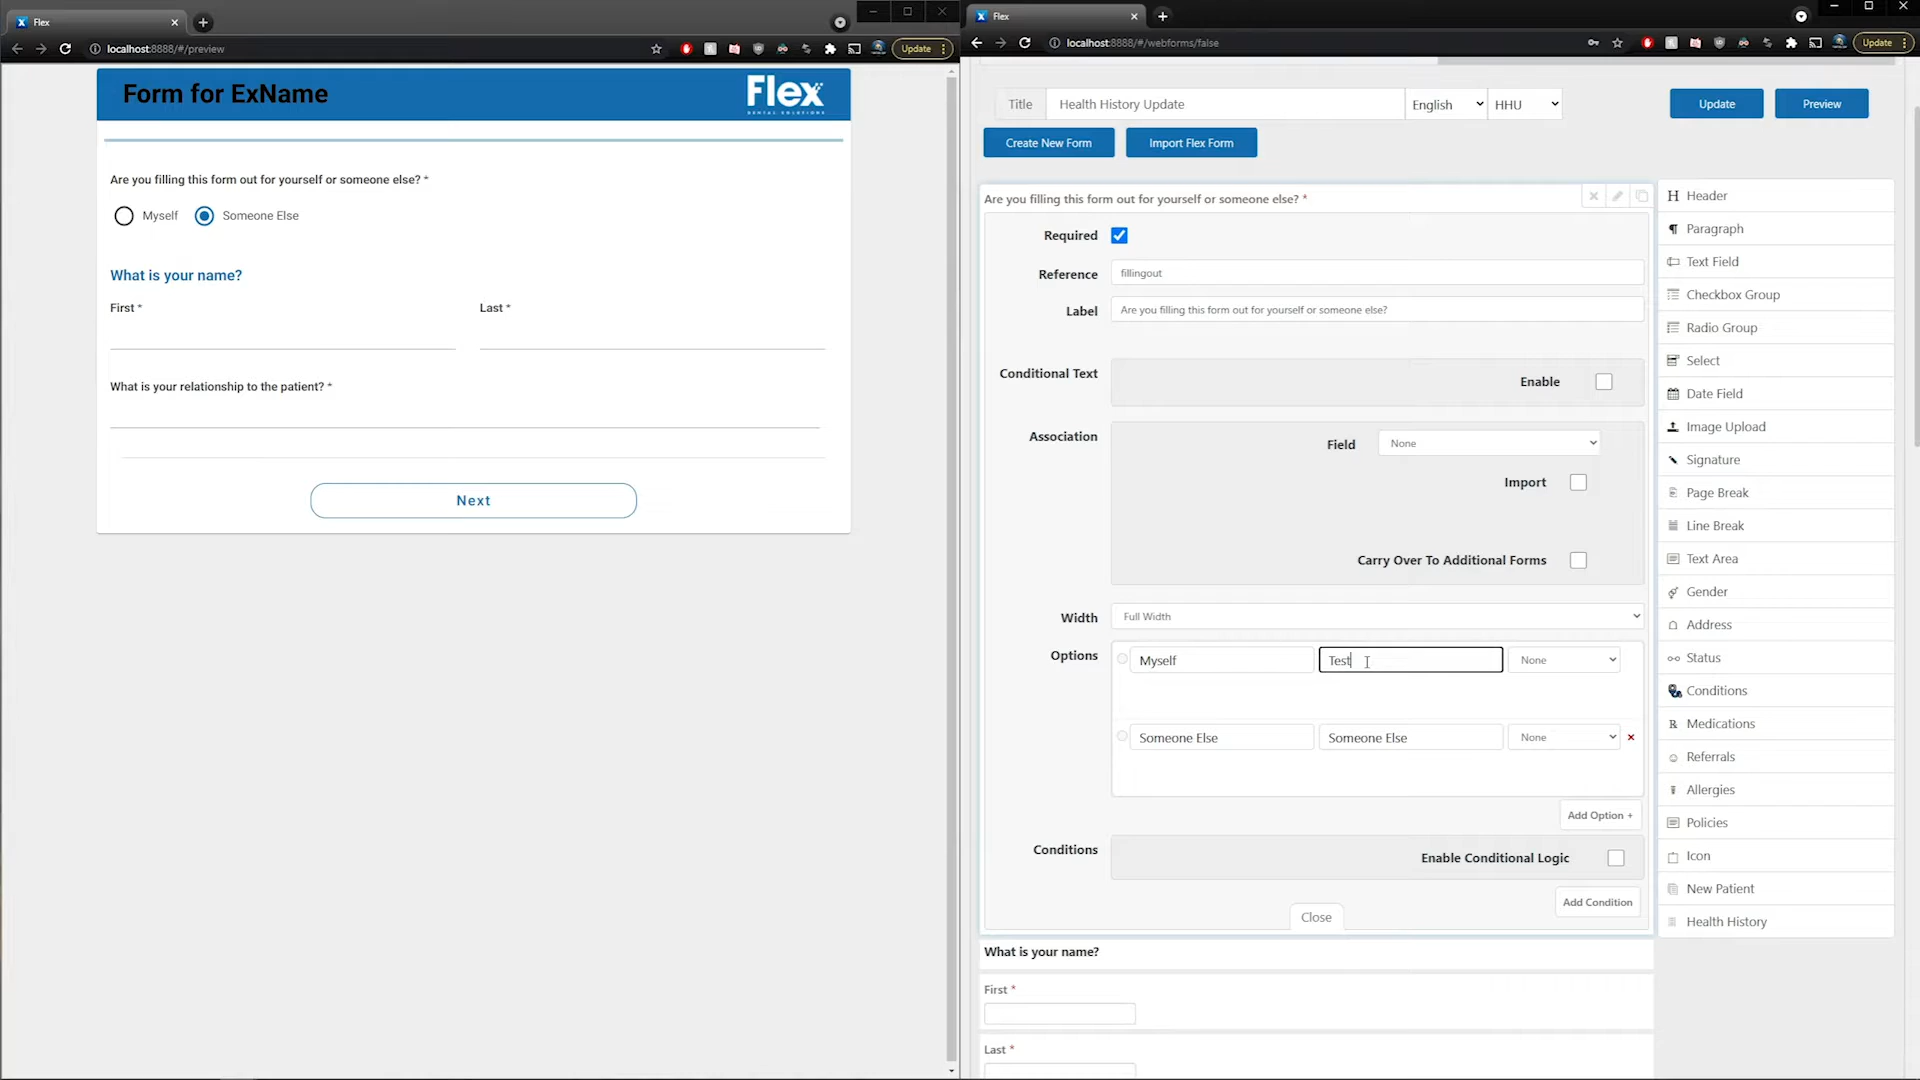 Flex
Update
localhost:8888/#/preview
Form for ExName
Flex
DENTAL SOLUTIONS
Are you filling this form out for yourself or someone else? *
Myself
Someone Else
What is your name?
First *
Last *
What is your relationship to the patient? *
Next
Flex
localhost:8888/#/webforms/false
Update
Title
Health History Update
English
HHU
Update
Preview
Create New Form
Import Flex Form
Are you filling this form out for yourself or someone else? *
Required
Reference
fillingout
Label
Are you filling this form out for yourself or someone else?
Conditional Text
Enable
Association
Field
None
Import
Carry Over To Additional Forms
Width
Full Width
Options
Myself
Test
None
Someone Else
Someone Else
None
Add Option +
Conditions
Enable Conditional Logic
Add Condition
Close
What is your name?
First *
Last *
Header
Paragraph
Text Field
Checkbox Group
Radio Group
Select
Date Field
Image Upload
Signature
Page Break
Line Break
Text Area
Gender
Address
Status
Conditions
Medications
Referrals
Allergies
Policies
Icon
New Patient
Health History